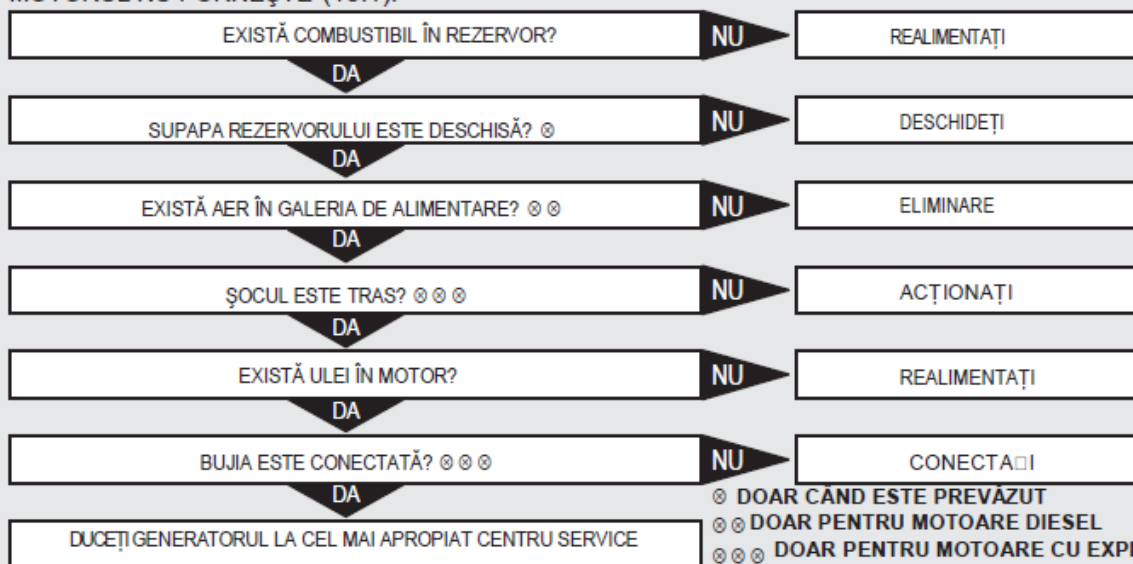 EXISTĂ COMBUSTIBIL ÎN REZERVOR? NU REALIMENTAȚI
DA
SUPAPA REZERVORULUI ESTE DESCHISĂ? ⊗ NU DESCHIDEȚI
DA
EXISTĂ AER ÎN GALERIA DE ALIMENTARE? ⊗ ⊗ NU ELIMINARE
DA
ŞOCUL ESTE TRAS? ⊗ ⊗ ⊗ NU ACȚIONAȚI
DA
EXISTĂ ULEI ÎN MOTOR? NU REALIMENTAȚI
DA
BUJIA ESTE CONECTATĂ? ⊗ ⊗ ⊗ NU CONECTA□I
DA
⊗ DOAR CÂND ESTE PREVĂZUT
DUCEȚI GENERATORUL LA CEL MAI APROPIAT CENTRU SERVICE
⊗ ⊗ DOAR PENTRU MOTOARE DIESEL
⊗ ⊗ ⊗ DOAR PENTRU MOTOARE CU EXPL